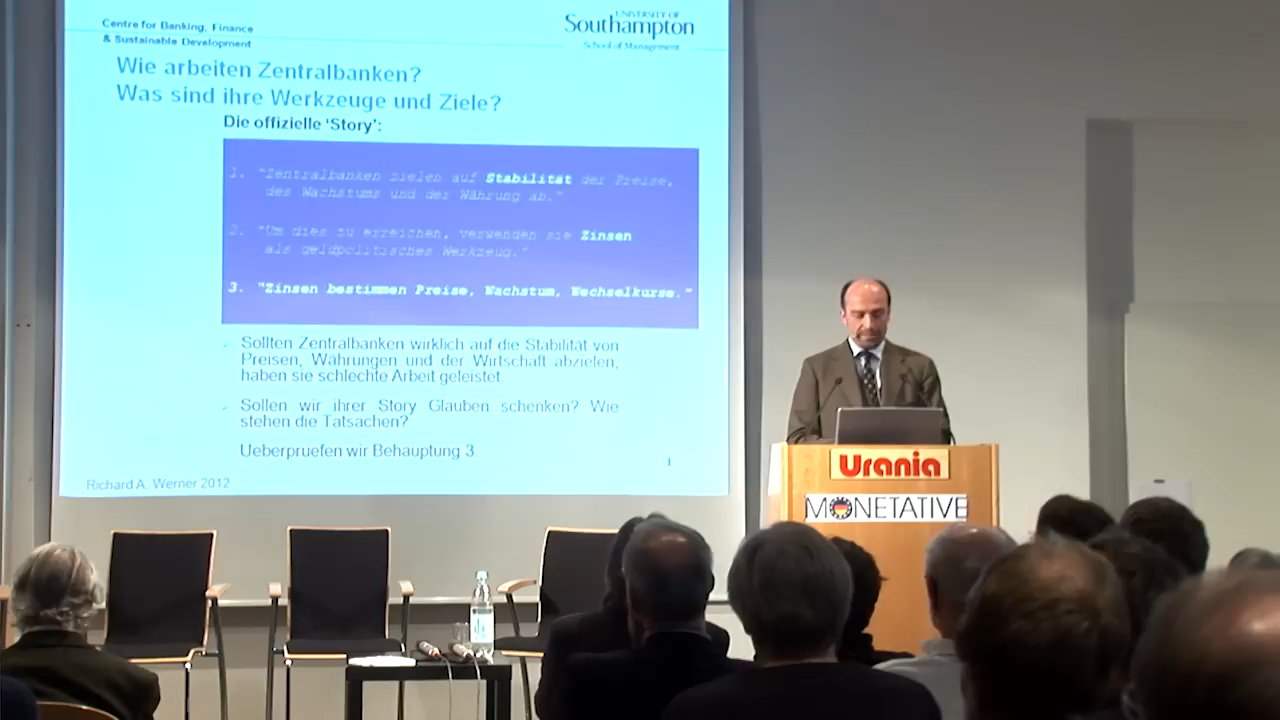 Centre for Banking, Finance
& Sustainable Development
UNIVERSITY OF
Southampton
School of Management
Wie arbeiten Zentralbanken?
Was sind ihre Werkzeuge und Ziele?
Die offizielle ‘Story’:
1. "Zentralbanken zielen auf Stabilität der Preise,
des Wachstums und der Währung ab."
2. "Um dies zu erreichen, verwenden sie Zinsen
als geldpolitisches Werkzeug."
3. "Zinsen bestimmen Preise, Wachstum, Wechselkurse."
Sollten Zentralbanken wirklich auf die Stabilität von
Preisen, Währungen und der Wirtschaft abzielen,
haben sie schlechte Arbeit geleistet.
Sollen wir ihrer Story Glauben schenken? Wie
stehen die Tatsachen?
Ueberpruefen wir Behauptung 3.
Richard A. Werner 2012
Urania
MONETATIVE